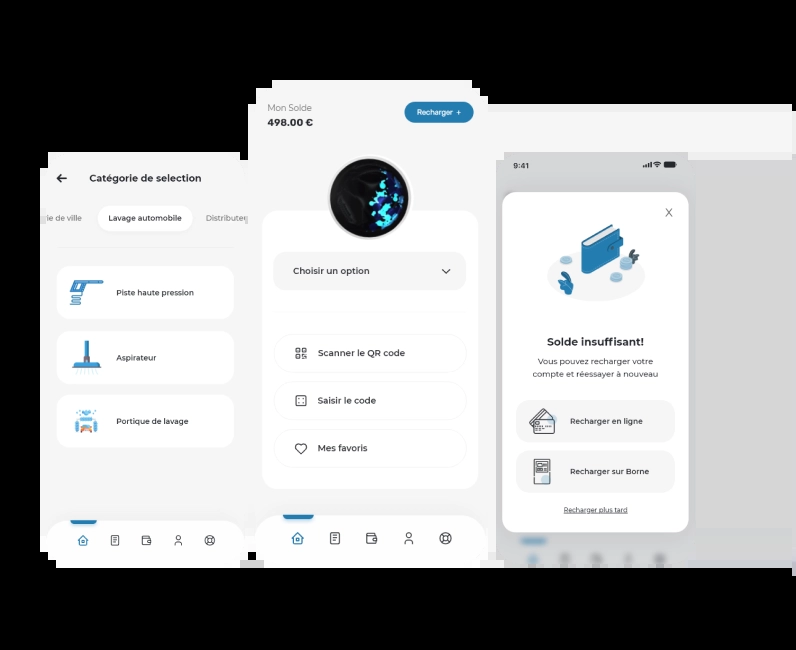 Catégorie de selection
ie de ville
Lavage automobile
Distributeu
Piste haute pression
Aspirateur
Portique de lavage
Mon Solde
498.00 €
Recharger +
Choisir un option
Scanner le QR code
Saisir le code
Mes favoris
9:41
X
Solde insuffisant!
Vous pouvez recharger votre
compte et réessayer à nouveau
Recharger en ligne
Recharger sur Borne
Recharger plus tard